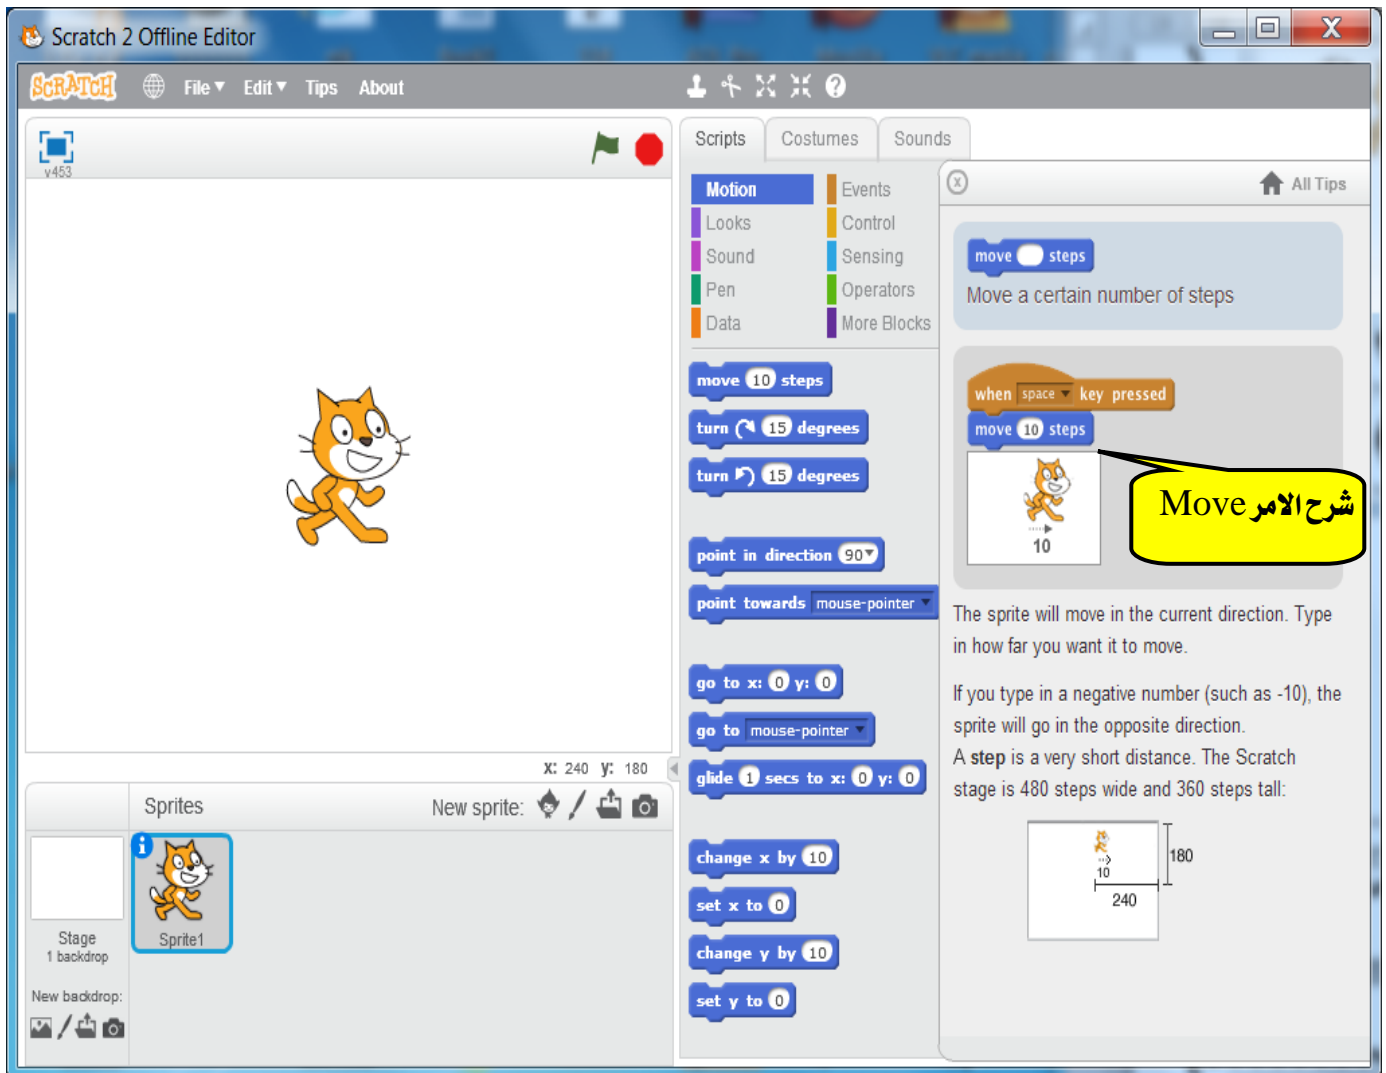 Scratch 2 Offline Editor
SCRATCH File Edit Tips About
v453
Scripts Costumes Sounds
Motion Events
Looks Control
Sound Sensing
Pen Operators
Data More Blocks
move 10 steps
turn 15 degrees
turn 15 degrees
point in direction 90
point towards mouse-pointer
go to x: 0 y: 0
go to mouse-pointer
glide 1 secs to x: 0 y: 0
change x by 10
set x to 0
change y by 10
set y to 0
All Tips
move steps
Move a certain number of steps
when space key pressed
move 10 steps
10
شرح الامر Move
The sprite will move in the current direction. Type
in how far you want it to move.
If you type in a negative number (such as -10), the
sprite will go in the opposite direction.
A step is a very short distance. The Scratch
stage is 480 steps wide and 360 steps tall:
10
180
240
x: 240 y: 180
Sprites New sprite:
Stage
1 backdrop
New backdrop:
Sprite1